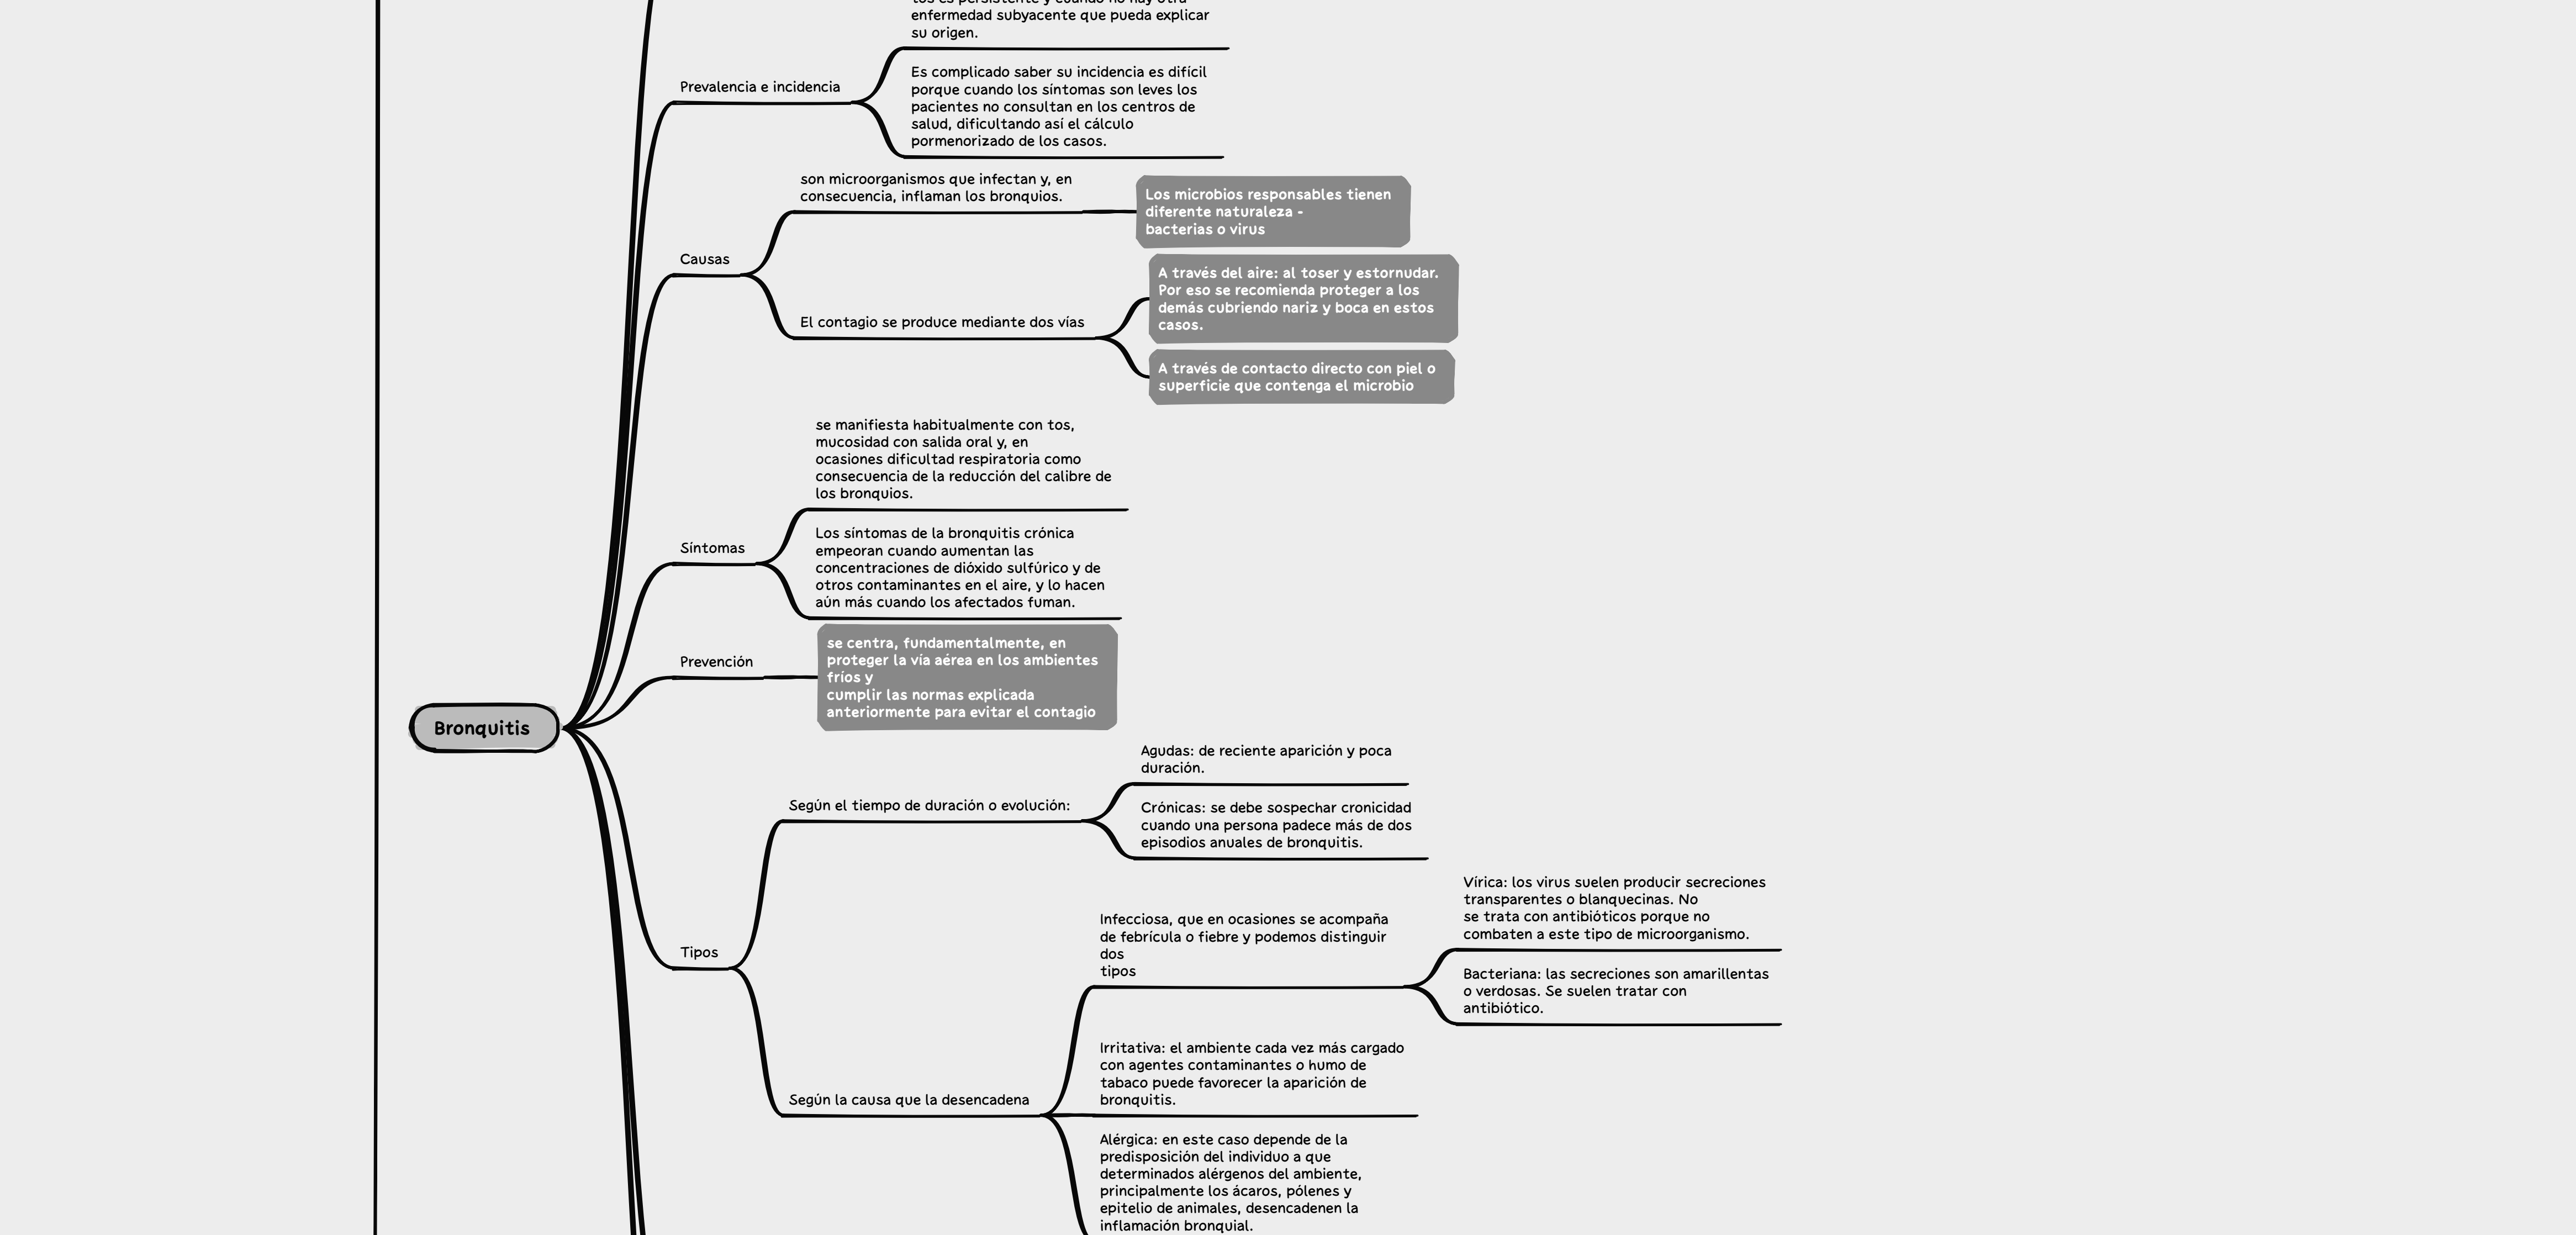 enfermedad subyacente que pueda explicar
su origen.
Prevalencia e incidencia
Es complicado saber su incidencia es difícil
porque cuando los síntomas son leves los
pacientes no consultan en los centros de
salud, dificultando así el cálculo
pormenorizado de los casos.
son microorganismos que infectan y, en
consecuencia, inflaman los bronquios.
Los microbios responsables tienen
diferente naturaleza -
bacterias o virus
Causas
A través del aire: al toser y estornudar.
Por eso se recomienda proteger a los
demás cubriendo nariz y boca en estos
casos.
El contagio se produce mediante dos vías
A través de contacto directo con piel o
superficie que contenga el microbio
se manifiesta habitualmente con tos,
mucosidad con salida oral y, en
ocasiones dificultad respiratoria como
consecuencia de la reducción del calibre de
los bronquios.
Síntomas
Los síntomas de la bronquitis crónica
empeoran cuando aumentan las
concentraciones de dióxido sulfúrico y de
otros contaminantes en el aire, y lo hacen
aún más cuando los afectados fuman.
Prevención
se centra, fundamentalmente, en
proteger la vía aérea en los ambientes
fríos y
cumplir las normas explicada
anteriormente para evitar el contagio
Bronquitis
Agudas: de reciente aparición y poca
duración.
Según el tiempo de duración o evolución:
Crónicas: se debe sospechar cronicidad
cuando una persona padece más de dos
episodios anuales de bronquitis.
Tipos
Infecciosa, que en ocasiones se acompaña
de febrícula o fiebre y podemos distinguir
dos
tipos
Vírica: los virus suelen producir secreciones
transparentes o blanquecinas. No
se trata con antibióticos porque no
combaten a este tipo de microorganismo.
Bacteriana: las secreciones son amarillentas
o verdosas. Se suelen tratar con
antibiótico.
Según la causa que la desencadena
Irritativa: el ambiente cada vez más cargado
con agentes contaminantes o humo de
tabaco puede favorecer la aparición de
bronquitis.
Alérgica: en este caso depende de la
predisposición del individuo a que
determinados alérgenos del ambiente,
principalmente los ácaros, pólenes y
epitelio de animales, desencadenen la
inflamación bronquial.